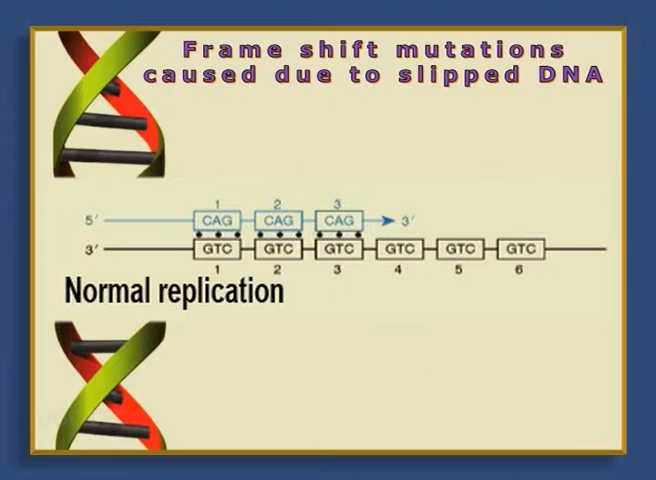 Frame shift mutations
caused due to slipped DNA
1 2 3
5′ CAG CAG CAG 3′
3′ GTC GTC GTC GTC GTC GTC
1 2 3 4 5 6
Normal replication